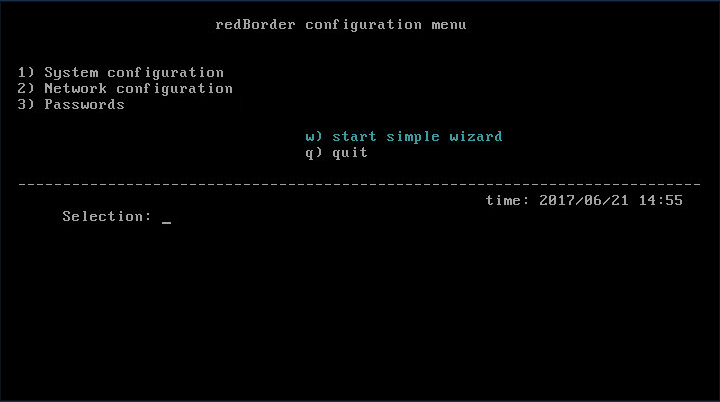 redBorder configuration menu
1) System configuration
2) Network configuration
3) Passwords
w) start simple wizard
q) quit
--------------------------------------------------------------------------------
time: 2017/06/21 14:55
Selection: _